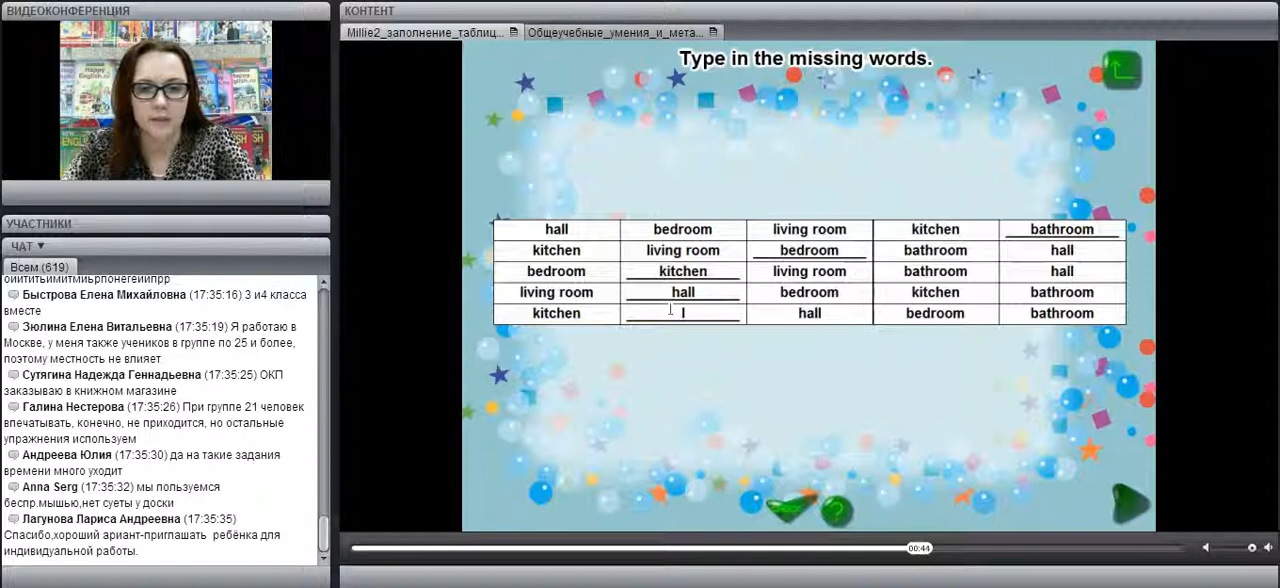 ВИДЕОКОНФЕРЕНЦИЯ
КОНТЕНТ
Millie2_заполнение_таблиц...
Общеучебные_умения_и_мета...
Type in the missing words.
hall bedroom living room kitchen bathroom
kitchen living room bedroom bathroom hall
bedroom kitchen living room bathroom hall
living room hall bedroom kitchen bathroom
kitchen l hall bedroom bathroom
00:44
УЧАСТНИКИ
ЧАТ
Всем (619)
Быстрова Елена Михайловна (17:35:16) 3 и4 класса
вместе
Зюлина Елена Витальевна (17:35:19) Я работаю в
Москве, у меня также учеников в группе по 25 и более,
поэтому местность не влияет
Сутягина Надежда Геннадьевна (17:35:25) ОКП
заказываю в книжном магазине
Галина Нестерова (17:35:26) При группе 21 человек
впечатывать, конечно, не приходится, но остальные
упражнения используем
Андреева Юлия (17:35:30) да на такие задания
времени много уходит
Anna Serg (17:35:32) мы пользуемся
беспр.мышью,нет суеты у доски
Лагунова Лариса Андреевна (17:35:35)
Спасибо,хороший ариант-приглашать ребёнка для
индивидуальной работы.